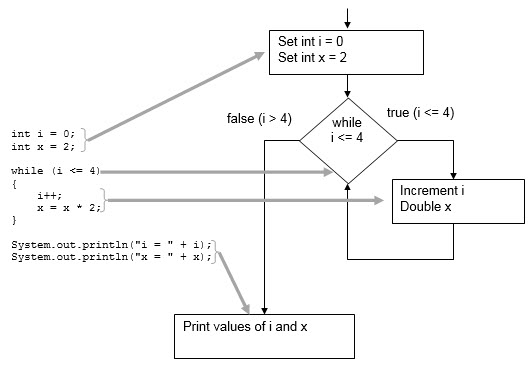 Set int i = 0
Set int x = 2
false (i > 4)
true (i <= 4)
while
i <= 4
int i = 0;
int x = 2;
while (i <= 4)
{
i++;
x = x * 2;
}
Increment i
Double x
System.out.println("i = " + i);
System.out.println("x = " + x);
Print values of i and x